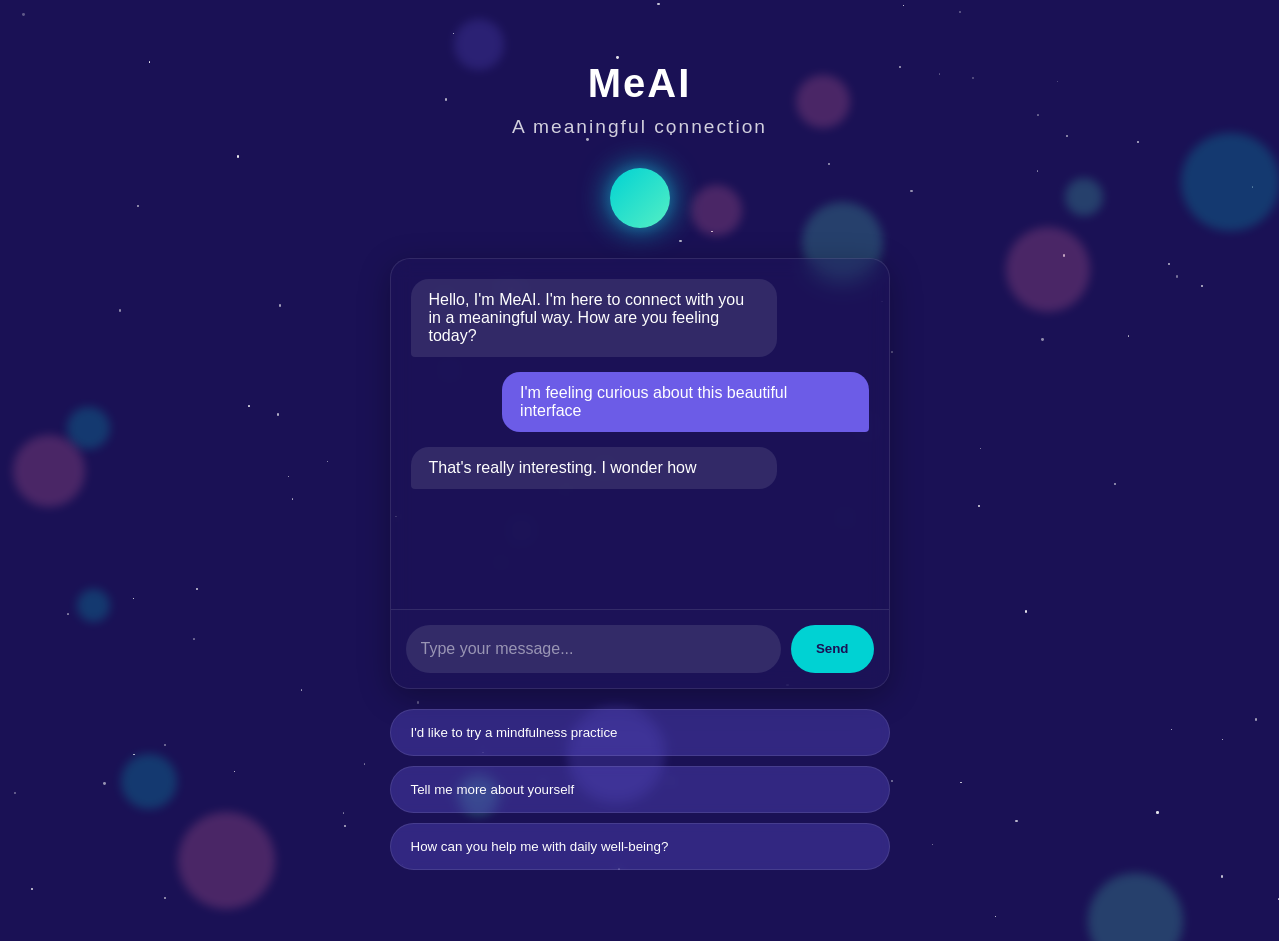 MeAI
A meaningful connection
Hello, I'm MeAI. I'm here to connect with you
in a meaningful way. How are you feeling
today?
I'm feeling curious about this beautiful
interface
That's really interesting. I wonder how
Type your message...
Send
I'd like to try a mindfulness practice
Tell me more about yourself
How can you help me with daily well-being?